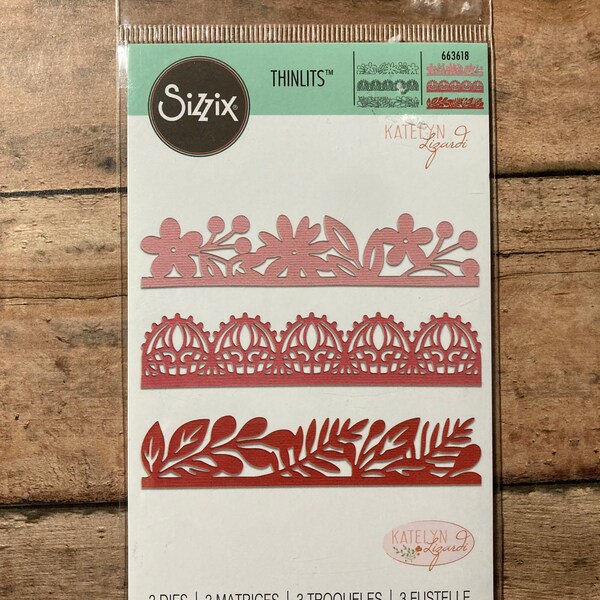 Sizzix
THINLITS™
663618
KATELYN
Lizardi
KATELYN
Lizardi
3 DIES | 3 MATRICES | 3 TROQUELES | 3 FUSTELLE